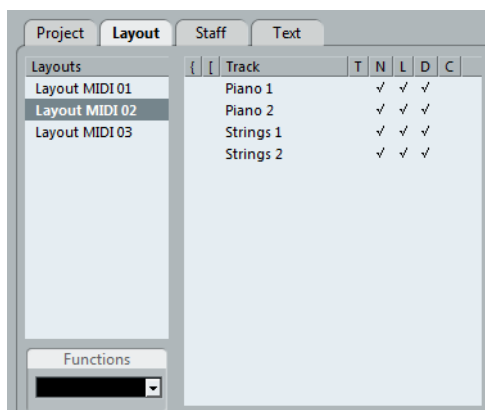 Project Layout Staff Text
Layouts
Layout MIDI 01
Layout MIDI 02
Layout MIDI 03
{ [ Track T N L D C
Piano 1 √ √ √
Piano 2 √ √ √
Strings 1 √ √ √
Strings 2 √ √ √
Functions